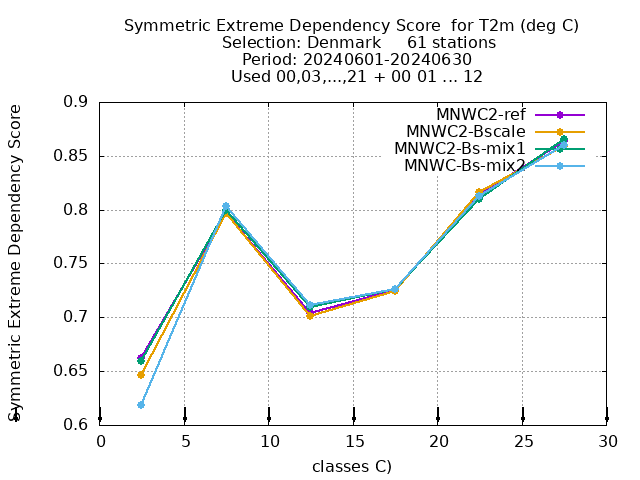 Symmetric Extreme Dependency Score  for T2m (deg C)
Selection: Denmark     61 stations
Period: 20240601-20240630
Used 00,03,...,21 + 00 01 ... 12
Symmetric Extreme Dependency Score
0.9
0.85
0.8
0.75
0.7
0.65
0.6
MNWC2-ref
MNWC2-Bscale
MNWC2-Bs-mix1
MNWC-Bs-mix2
0 5 10 15 20 25 30
classes C)